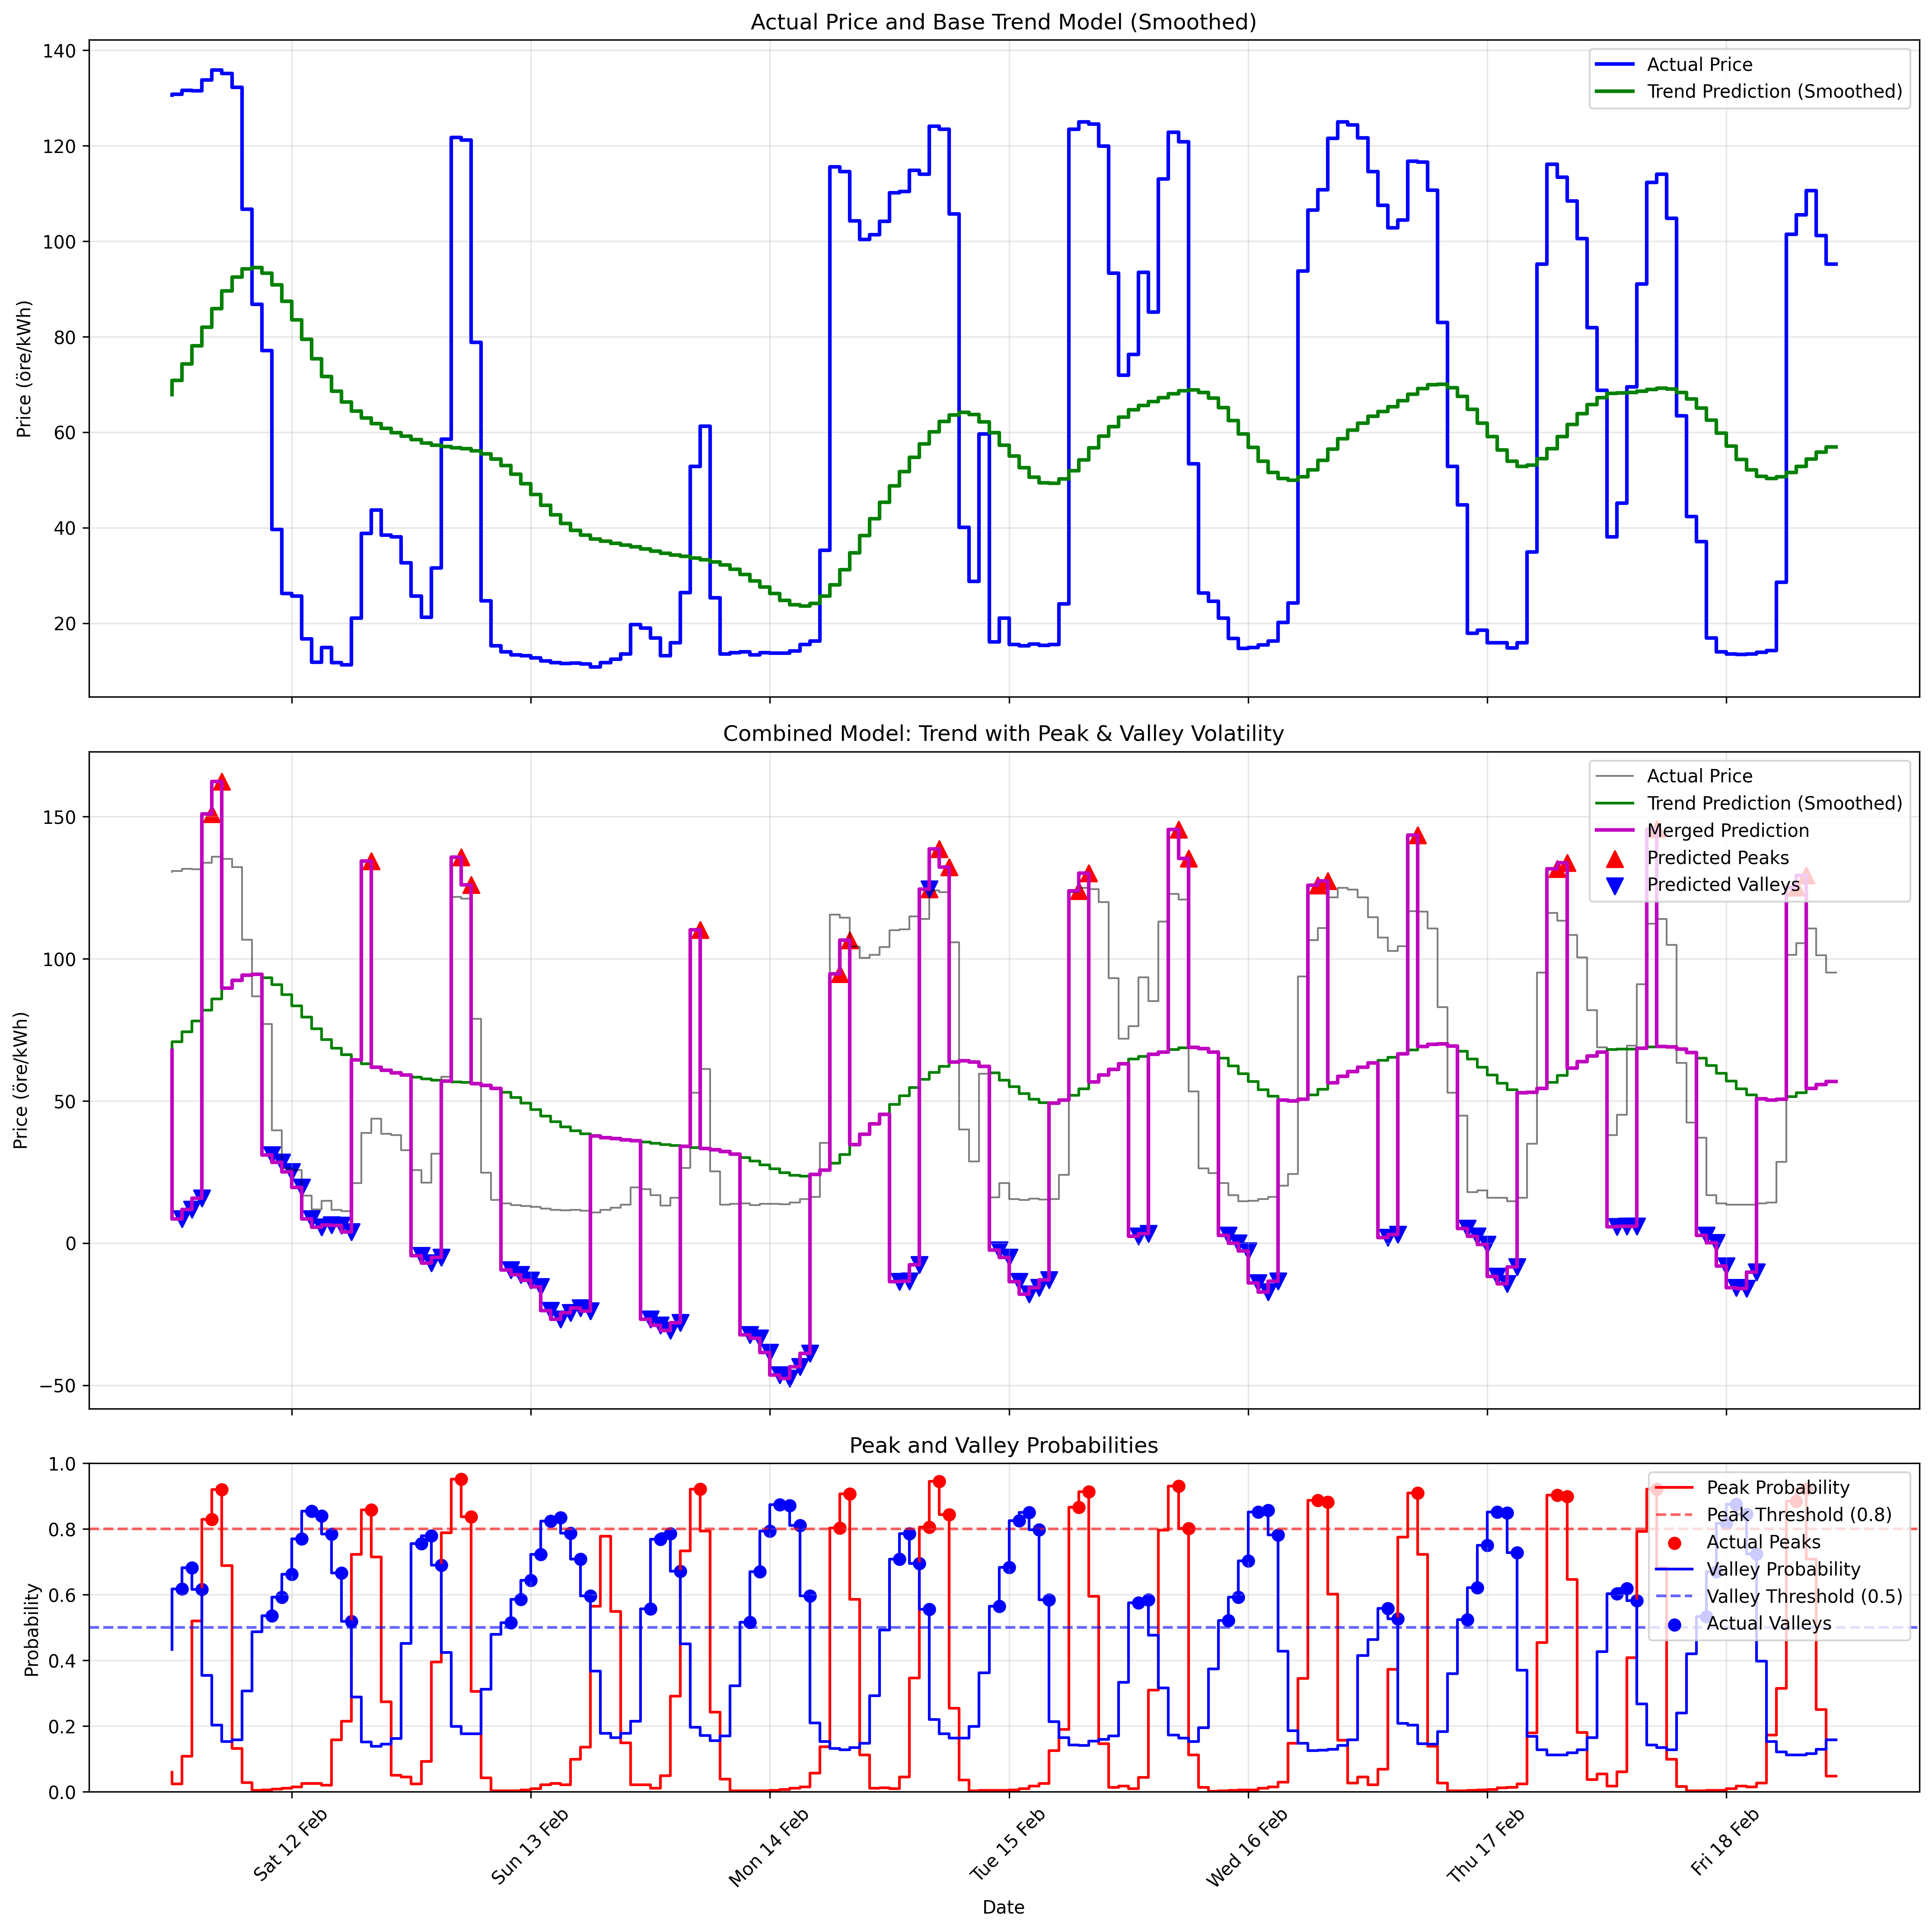 Actual Price and Base Trend Model (Smoothed)
140
120
100
80
60
40
20
Price (öre/kWh)
Actual Price
Trend Prediction (Smoothed)
Combined Model: Trend with Peak & Valley Volatility
150
100
50
0
−50
Price (öre/kWh)
Actual Price
Trend Prediction (Smoothed)
Merged Prediction
Predicted Peaks
Predicted Valleys
Peak and Valley Probabilities
1.0
0.8
0.6
0.4
0.2
0.0
Probability
Peak Probability
Peak Threshold (0.8)
Actual Peaks
Valley Probability
Valley Threshold (0.5)
Actual Valleys
Sat 12 Feb
Sun 13 Feb
Mon 14 Feb
Tue 15 Feb
Wed 16 Feb
Thu 17 Feb
Fri 18 Feb
Date